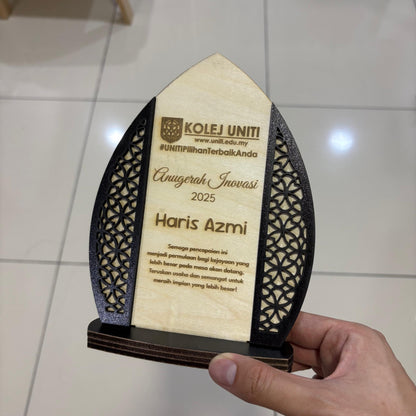 KOLEJ UNITI
www.uniti.edu.my
#UNITIPilihanTerbaikAnda
Anugerah Inovasi
2025
Haris Azmi
Semoga pencapaian ini
menjadi permulaan bagi kejayaan yang
lebih besar pada masa akan datang.
Teruskan usaha dan semangat untuk
meraih impian yang lebih besar!